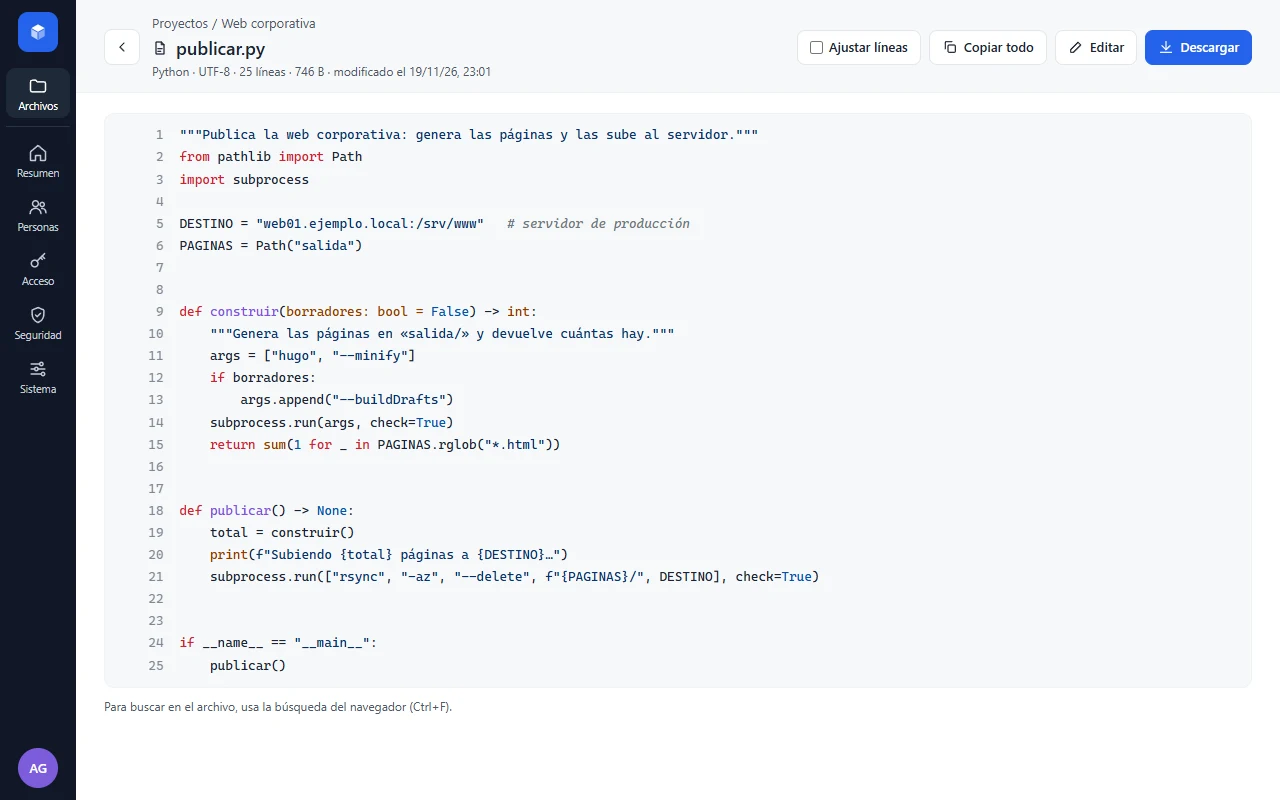 Archivos
Resumen
Personas
Acceso
Seguridad
Sistema
AG
Proyectos / Web corporativa
publicar.py
Python · UTF-8 · 25 líneas · 746 B · modificado el 19/11/26, 23:01
Ajustar líneas
Copiar todo
Editar
Descargar
1 """Publica la web corporativa: genera las páginas y las sube al servidor."""
2 from pathlib import Path
3 import subprocess
4
5 DESTINO = "web01.ejemplo.local:/srv/www"   # servidor de producción
6 PAGINAS = Path("salida")
7
8
9 def construir(borradores: bool = False) -> int:
10     """Genera las páginas en «salida/» y devuelve cuántas hay."""
11     args = ["hugo", "--minify"]
12     if borradores:
13         args.append("--buildDrafts")
14     subprocess.run(args, check=True)
15     return sum(1 for _ in PAGINAS.rglob("*.html"))
16
17
18 def publicar() -> None:
19     total = construir()
20     print(f"Subiendo {total} páginas a {DESTINO}…")
21     subprocess.run(["rsync", "-az", "--delete", f"{PAGINAS}/", DESTINO], check=True)
22
23
24 if __name__ == "__main__":
25     publicar()
Para buscar en el archivo, usa la búsqueda del navegador (Ctrl+F).